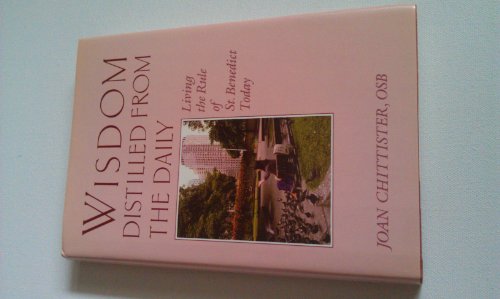 WISDOM
DISTILLED FROM
THE DAILY
Living
the Rule
of
St. Benedict
Today
JOAN CHITTISTER, OSB